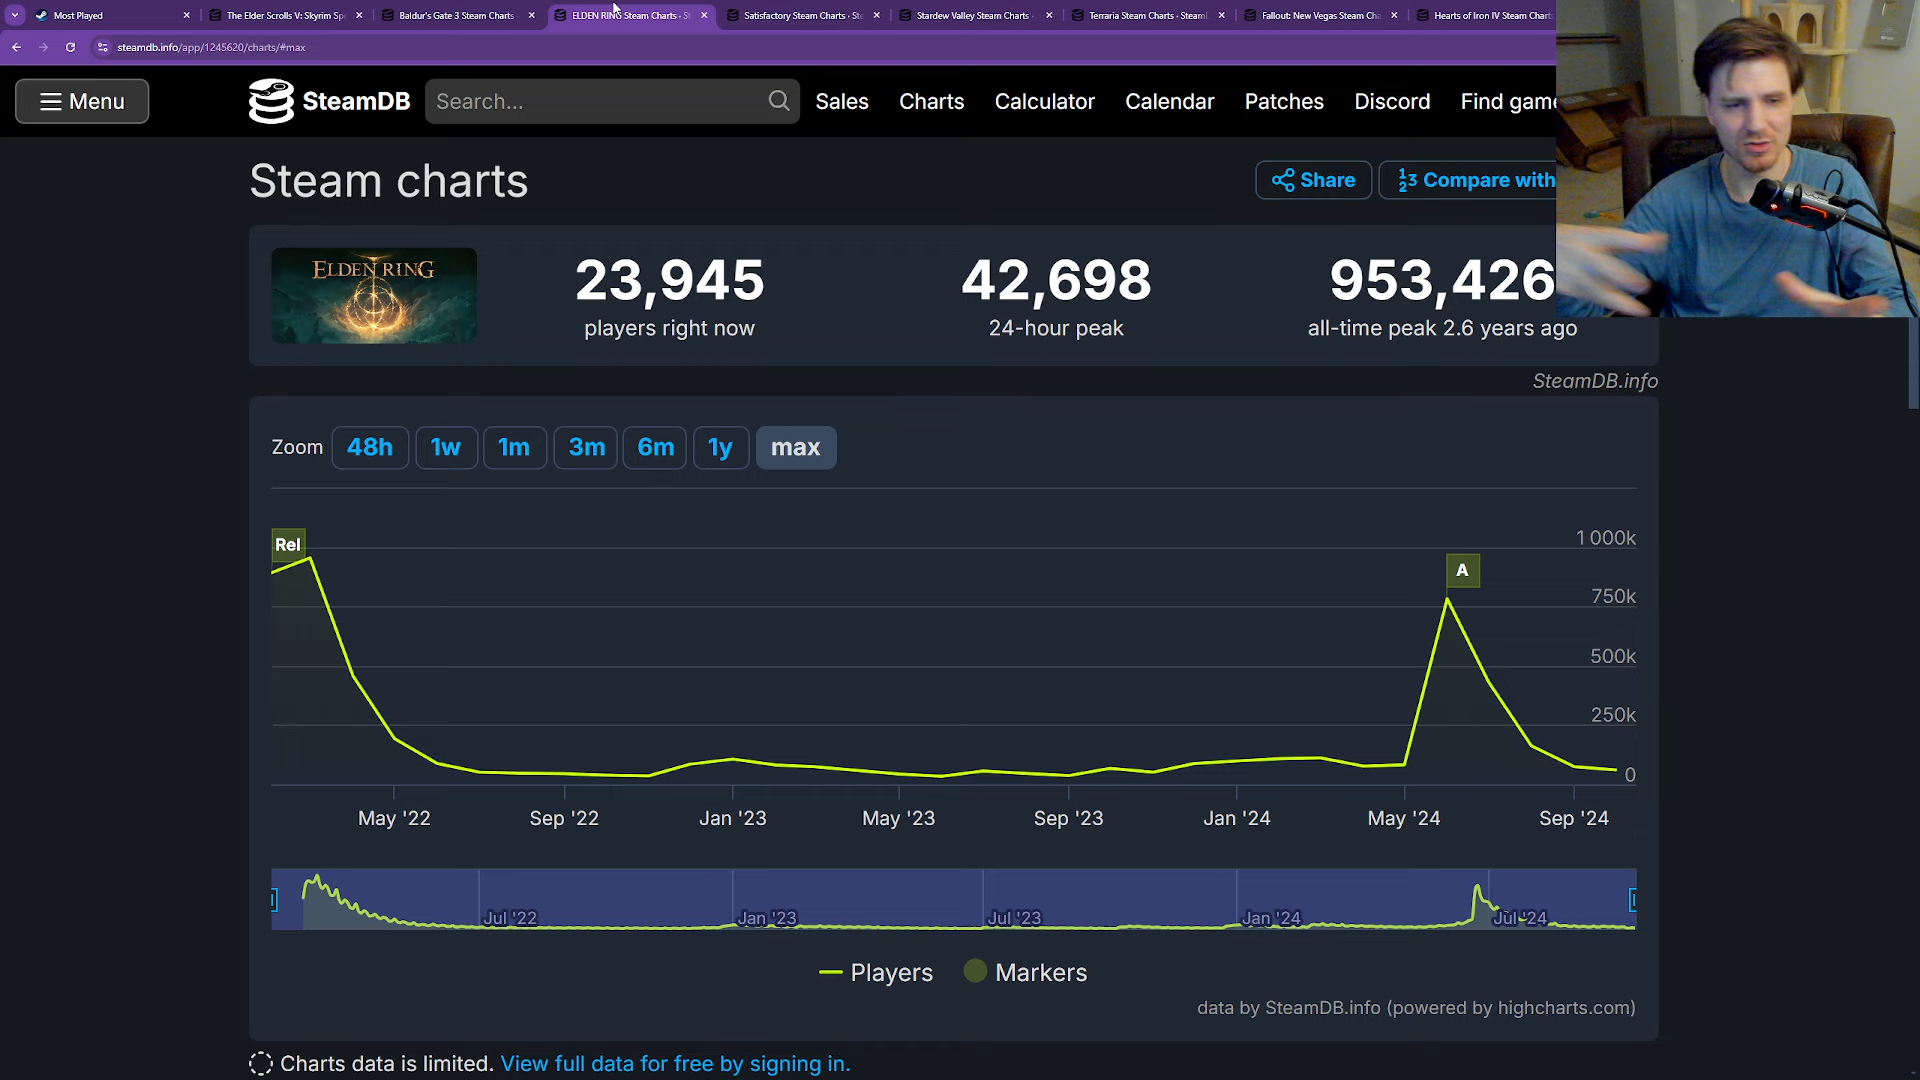 Most Played
The Elder Scrolls V: Skyrim Spe
Baldur's Gate 3 Steam Charts
ELDEN RING Steam Charts · S
Satisfactory Steam Charts · Ste
Stardew Valley Steam Charts ·
Terraria Steam Charts · SteamD
Fallout: New Vegas Steam Cha
Hearts of Iron IV Steam Charts
steamdb.info/app/1245620/charts/#max
Menu
SteamDB
Search...
Sales
Charts
Calculator
Calendar
Patches
Discord
Find game
Steam charts
Share
Compare with
ELDEN RING
23,945
players right now
42,698
24-hour peak
953,426
all-time peak 2.6 years ago
SteamDB.info
Zoom 48h 1w 1m 3m 6m 1y max
Rel
A
1 000k
750k
500k
250k
0
May '22
Sep '22
Jan '23
May '23
Sep '23
Jan '24
May '24
Sep '24
Jul '22
Jan '23
Jul '23
Jan '24
Jul '24
Players
Markers
data by SteamDB.info (powered by highcharts.com)
Charts data is limited. View full data for free by signing in.